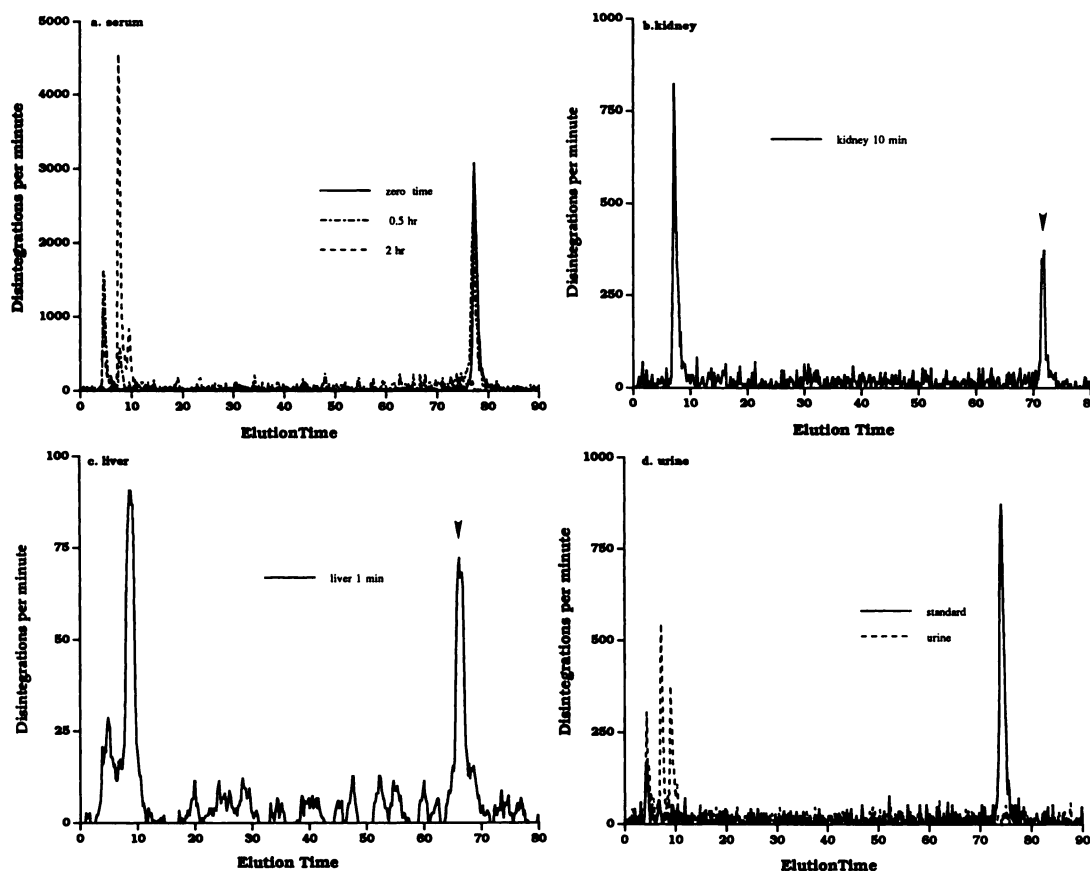 a. serum
5000
4000
3000
2000
1000
0
Disintegrations per minute
zero time
0.5 hr
2 hr
0 10 20 30 40 50 60 70 80 90
ElutionTime
b.kidney
1000
750
500
250
0
Disintegrations per minute
kidney 10 min
0 10 20 30 40 50 60 70 80
Elution Time
c. liver
100
75
50
25
0
Disintegrations per minute
liver 1 min
0 10 20 30 40 50 60 70 80
Elution Time
d. urine
1000
750
500
250
0
Disintegrations per minute
standard
urine
0 10 20 30 40 50 60 70 80 90
ElutionTime